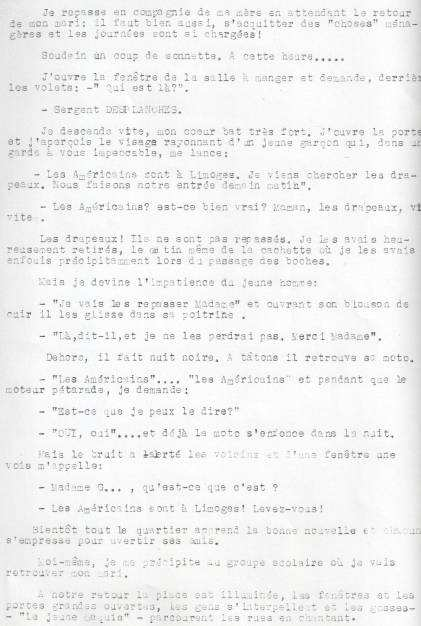 Je repasse en compagnie de ma mère en attendant le retour
de mon mari; il faut bien aussi, s'acquitter des "choses" ména-
gères et les journées sont si chargées!
Soudain un coup de sonnette. A cette heure.....
J'ouvre la fenêtre de la salle à manger et demande, derriè
les volets: -" Qui est là?".
- Sergent DESPLANCHES.
Je descends vite, mon coeur bat très fort. J'ouvre la porte
et j'aperçois le visage rayonnant d'un jeune garçon qui, dans un
garde à vous impeccable, me lance:
- Les Américains sont à Limoges. Je viens chercher les dra-
peaux. Nous faisons notre entrée demain matin".
- Les Américains? est-ce bien vrai? Maman, les drapeaux, vi
vite .
Les drapeaux! Ils ne sont pas repassés. Je les avais heu-
reusement retirés, le matin même de la cachette où je les avais
enfouis précipitamment lors du passage des boches.
Mais je devine l'impatience du jeune homme:
- "Je vais les repasser Madame" et ouvrant son blouson de
cuir il les glisse dans sa poitrine .
- "Là,dit-il,et je ne les perdrai pas. Merci Madame".
Dehors, il fait nuit noire. A tâtons il retrouve sa moto.
- "Les Américains".... "les Américains" et pendant que le
moteur pétarade, je demande:
- "Est-ce que je peux le dire?"
- "OUI, oui"....et déjà la moto s'enfonce dans la nuit.
Mais le bruit a alerté les voisins et d'une fenêtre une
vois m'appelle:
- Madame G... , qu'est-ce que c'est ?
- Les Américains sont à Limoges! Levez-vous!
Bientôt tout le quartier apprend la bonne nouvelle et chacun
s'empresse pour avertir ses amis.
Moi-même, je me précipite au groupe scolaire où je vais
retrouver mon mari.
A notre retour la place est illuminée, les fenêtres et les
portes grandes ouvertes, les gens s'interpellent et les gosses-
- "le jeune Maquis" - parcourent les rues en chantant.